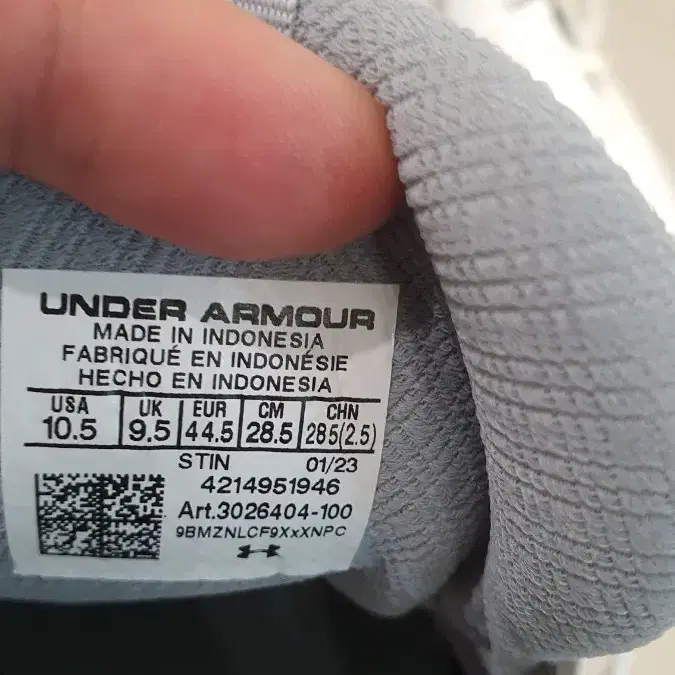 UNDER ARMOUR
MADE IN INDONESIA
FABRIQUÉ EN INDONÉSIE
HECHO EN INDONESIA
USA UK EUR CM CHN
10.5 9.5 44.5 28.5 285(2.5)
STIN 01/23
4214951946
Art.3026404-100
9BMZNLCF9XxXNPC